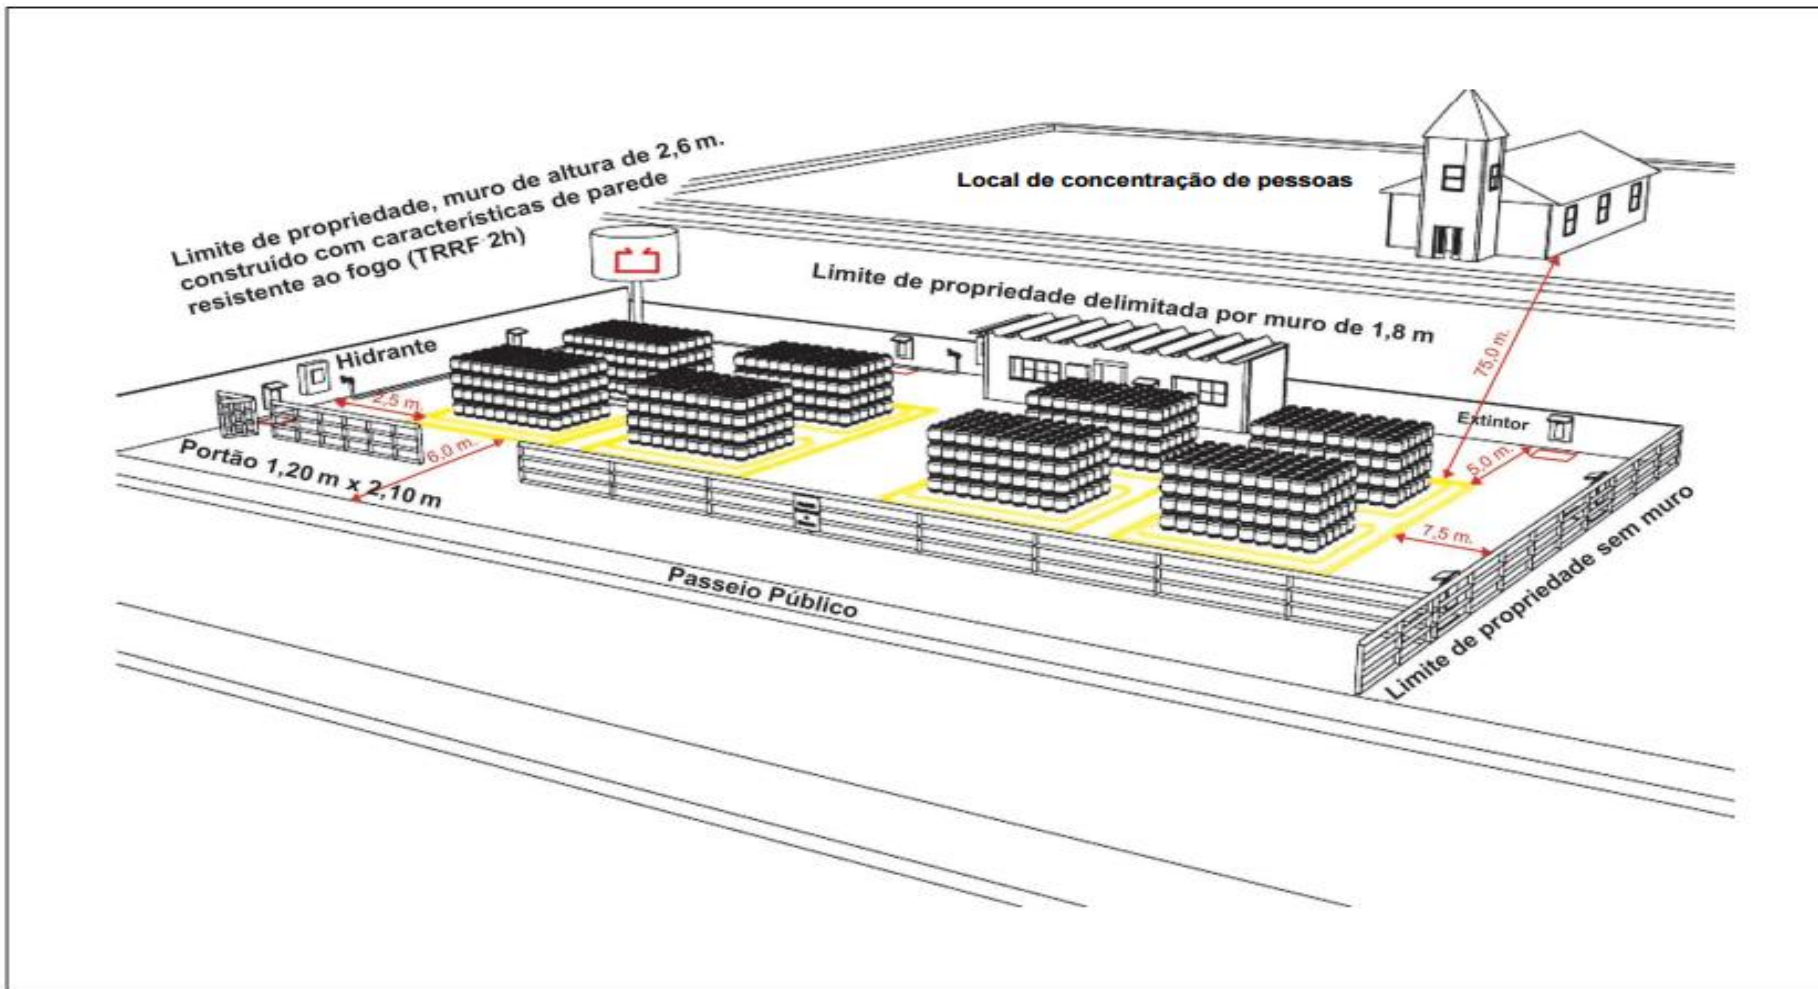 Limite de propriedade, muro de altura de 2,6 m.
construído com características de parede
resistente ao fogo (TRRF 2h)
Local de concentração de pessoas
Limite de propriedade delimitada por muro de 1,8 m
75,0 m.
Hidrante
2,5 m.
Extintor
5,0 m.
6,0 m.
Portão 1,20 m x 2,10 m
7,5 m.
Limite de propriedade sem muro
Passeio Público